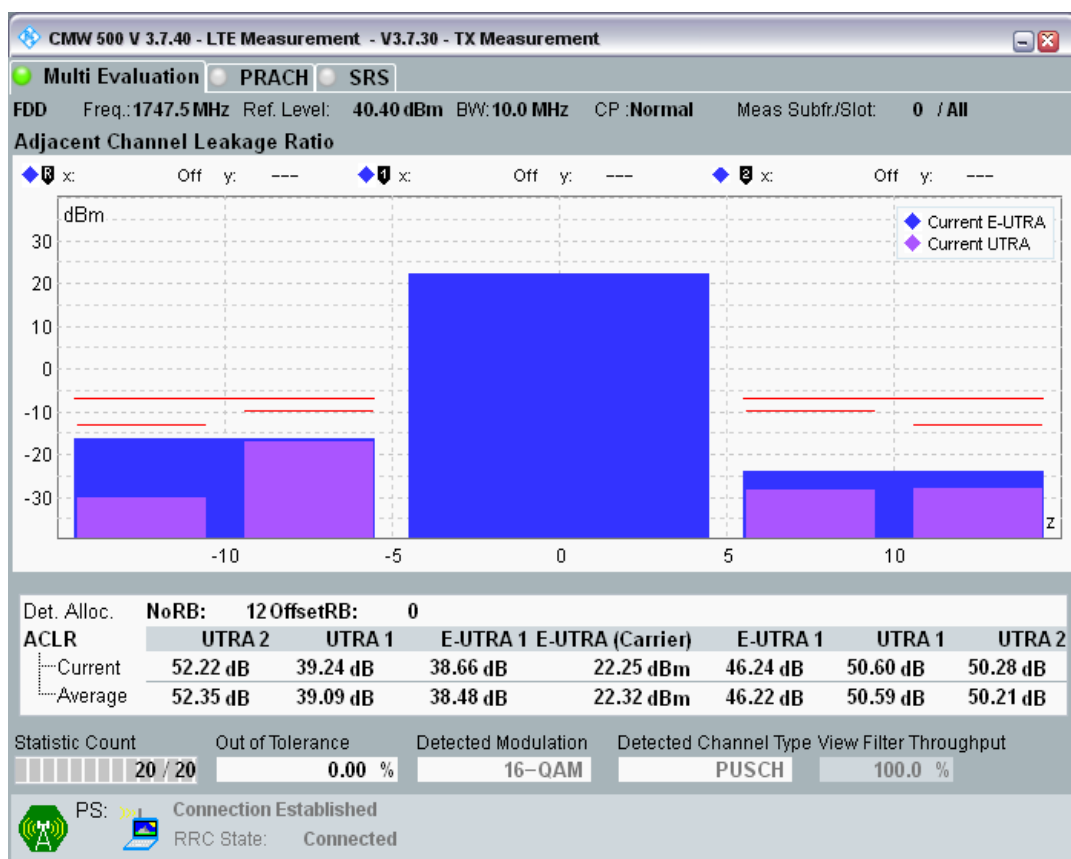 CMW 500 V 3.7.40 - LTE Measurement - V3.7.30 - TX Measurement
Multi Evaluation PRACH SRS
FDD Freq.: 1747.5 MHz Ref. Level: 40.40 dBm BW: 10.0 MHz CP :Normal Meas Subfr./Slot: 0 / All
Adjacent Channel Leakage Ratio
R x: Off y: --- 1 x: Off y: --- 2 x: Off y: ---
dBm
Current E-UTRA
Current UTRA
30
20
10
0
-10
-20
-30
z
-10 -5 0 5 10
Det. Alloc. NoRB: 12 OffsetRB: 0
ACLR UTRA 2 UTRA 1 E-UTRA 1 E-UTRA (Carrier) E-UTRA 1 UTRA 1 UTRA 2
Current 52.22 dB 39.24 dB 38.66 dB 22.25 dBm 46.24 dB 50.60 dB 50.28 dB
Average 52.35 dB 39.09 dB 38.48 dB 22.32 dBm 46.22 dB 50.59 dB 50.21 dB
Statistic Count Out of Tolerance Detected Modulation Detected Channel Type View Filter Throughput
20 / 20 0.00 % 16-QAM PUSCH 100.0 %
PS: Connection Established
RRC State: Connected